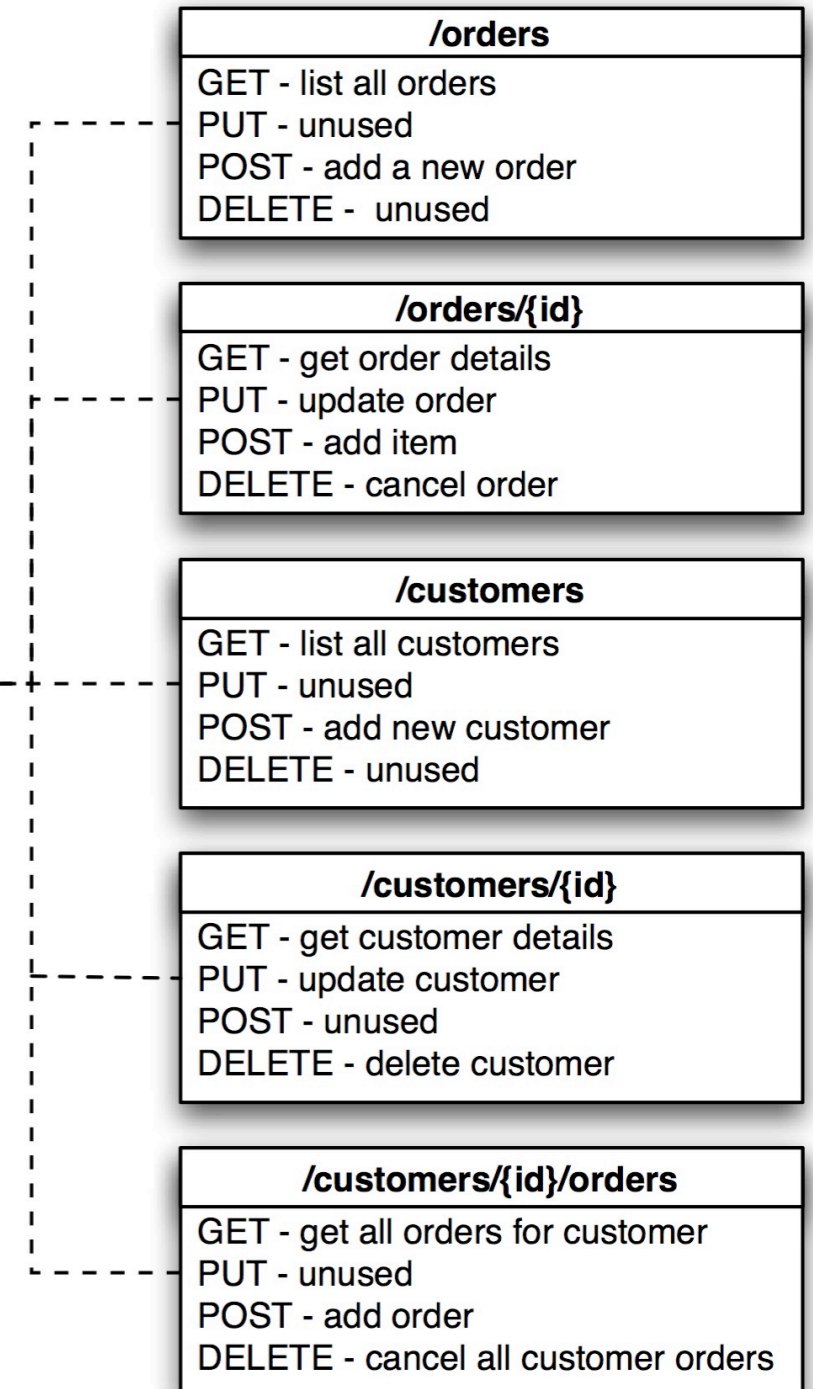 /orders
GET - list all orders
PUT - unused
POST - add a new order
DELETE -  unused
/orders/{id}
GET - get order details
PUT - update order
POST - add item
DELETE - cancel order
/customers
GET - list all customers
PUT - unused
POST - add new customer
DELETE - unused
/customers/{id}
GET - get customer details
PUT - update customer
POST - unused
DELETE - delete customer
/customers/{id}/orders
GET - get all orders for customer
PUT - unused
POST - add order
DELETE - cancel all customer orders